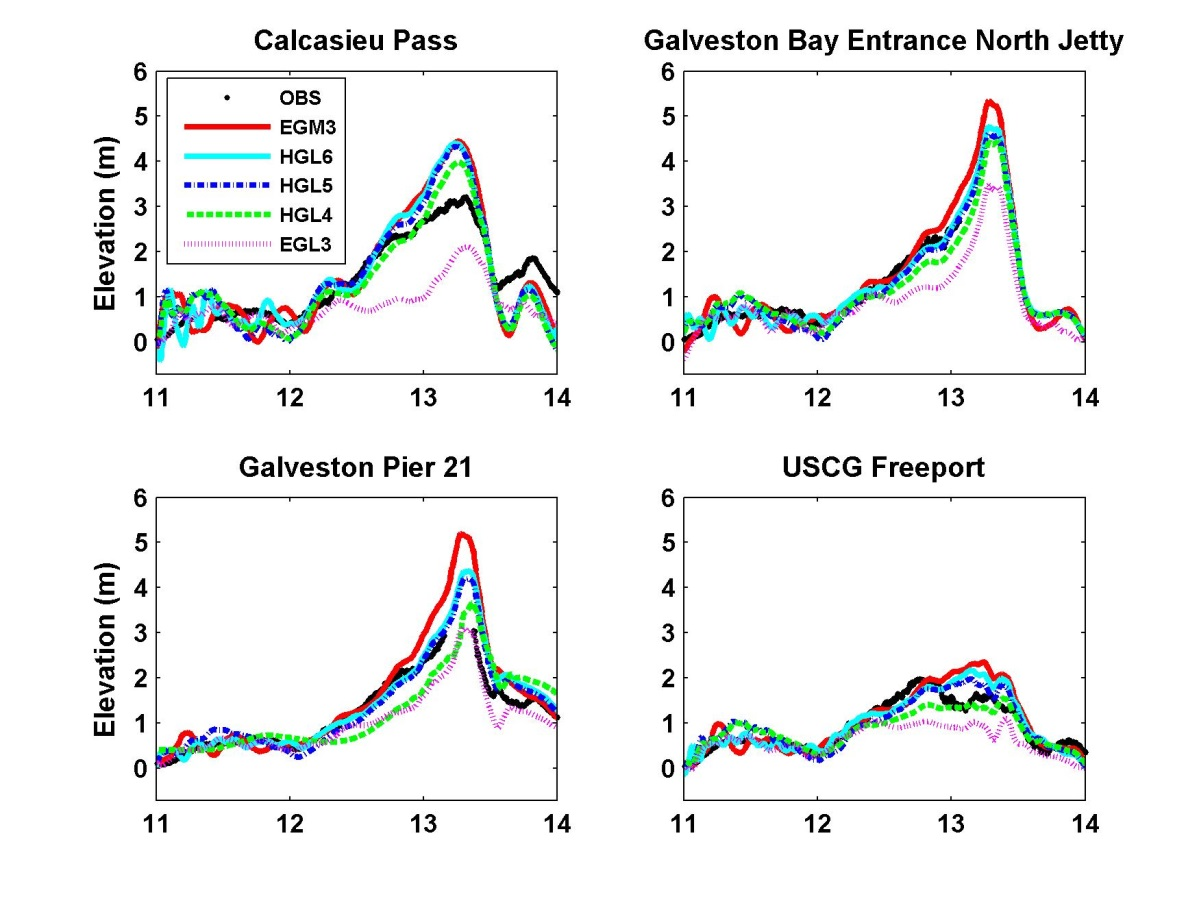 Calcasieu Pass
6
5
4
3
2
1
0
Elevation (m)
OBS
EGM3
HGL6
HGL5
HGL4
EGL3
11 12 13 14
Galveston Bay Entrance North Jetty
6
5
4
3
2
1
0
11 12 13 14
Galveston Pier 21
6
5
4
3
2
1
0
Elevation (m)
11 12 13 14
USCG Freeport
6
5
4
3
2
1
0
11 12 13 14